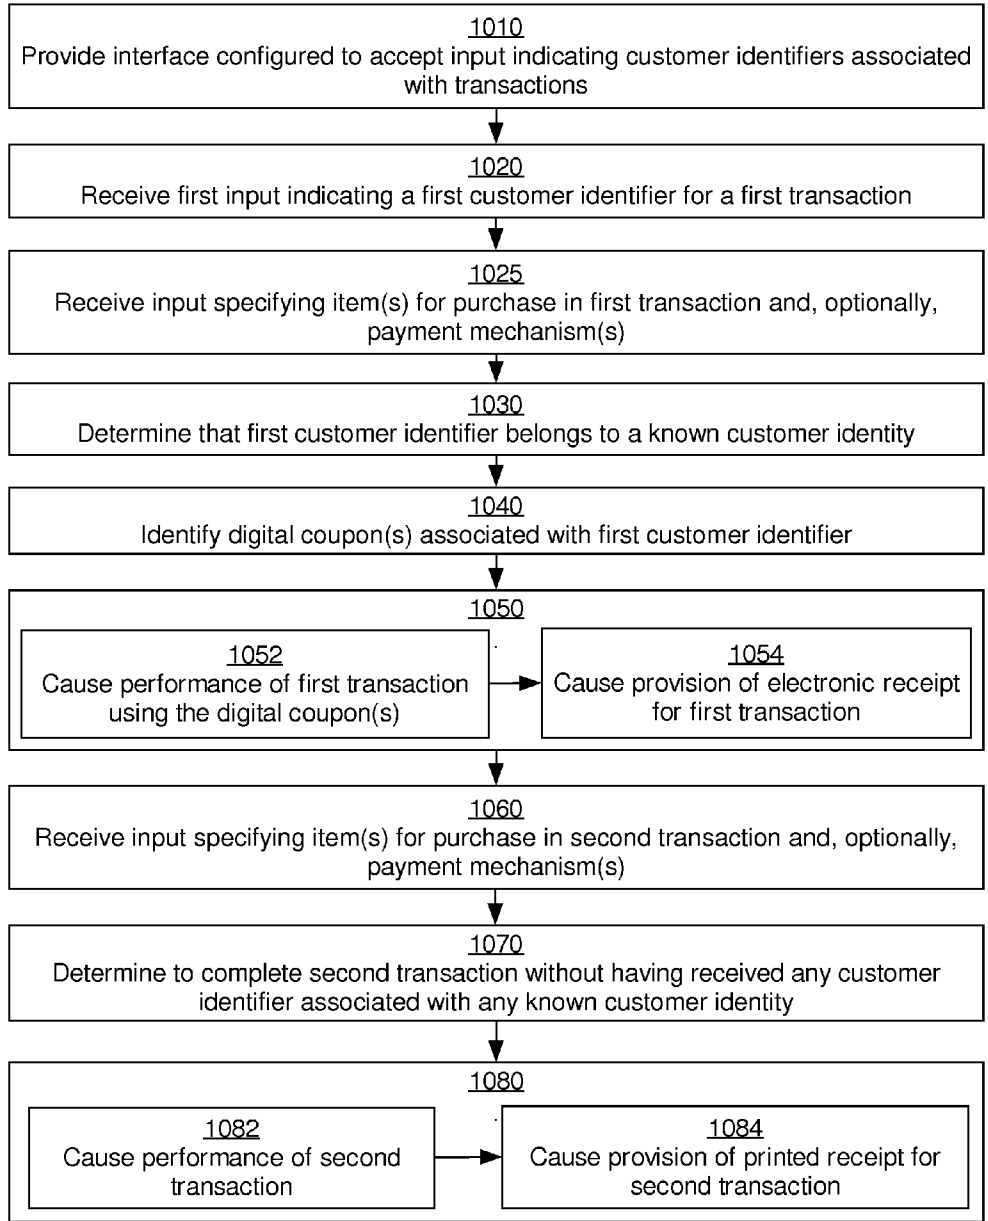 1010
Provide interface configured to accept input indicating customer identifiers associated
with transactions
1020
Receive first input indicating a first customer identifier for a first transaction
1025
Receive input specifying item(s) for purchase in first transaction and, optionally,
payment mechanism(s)
1030
Determine that first customer identifier belongs to a known customer identity
1040
Identify digital coupon(s) associated with first customer identifier
1050
1052
Cause performance of first transaction
using the digital coupon(s)
1054
Cause provision of electronic receipt
for first transaction
1060
Receive input specifying item(s) for purchase in second transaction and, optionally,
payment mechanism(s)
1070
Determine to complete second transaction without having received any customer
identifier associated with any known customer identity
1080
1082
Cause performance of second
transaction
1084
Cause provision of printed receipt for
second transaction